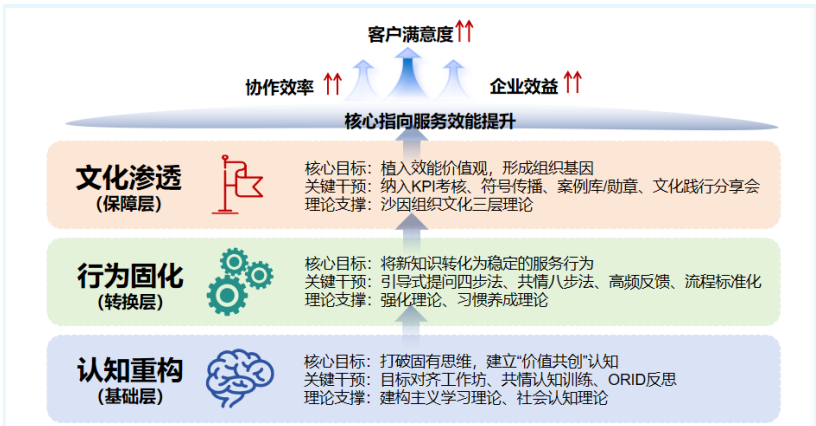 客户满意度
协作效率
企业效益
核心指向服务效能提升
文化渗透
(保障层)
核心目标：植入效能价值观，形成组织基因
关键干预：纳入KPI考核、符号传播、案例库/勋章、文化践行分享会
理论支撑：沙因组织文化三层理论
行为固化
(转换层)
核心目标：将新知识转化为稳定的服务行为
关键干预：引导式提问四步法、共情八步法、高频反馈、流程标准化
理论支撑：强化理论、习惯养成理论
认知重构
(基础层)
核心目标：打破固有思维，建立“价值共创”认知
关键干预：目标对齐工作坊、共情认知训练、ORID反思
理论支撑：建构主义学习理论、社会认知理论